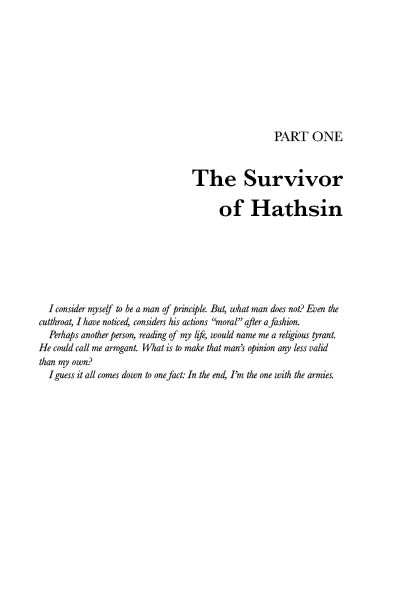 PART ONE
The Survivor
of Hathsin
I consider myself to be a man of principle. But, what man does not? Even the
cutthroat, I have noticed, considers his actions “moral” after a fashion.
Perhaps another person, reading of my life, would name me a religious tyrant.
He could call me arrogant. What is to make that man’s opinion any less valid
than my own?
I guess it all comes down to one fact: In the end, I’m the one with the armies.